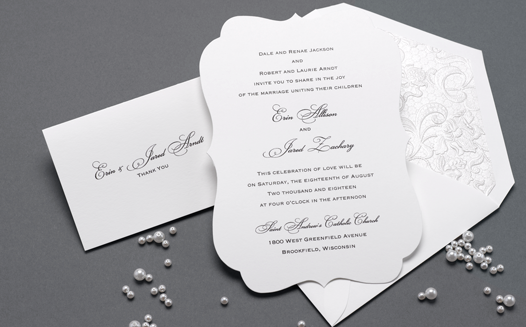 Dale and Renae Jackson
and
Robert and Laurie Arndt
invite you to share in the joy
of the marriage uniting their children
Erin Allison
and
Jared Zachary
This celebration of love will be
on Saturday, the eighteenth of August
Two thousand and eighteen
at four o'clock in the afternoon
Saint Andrew's Catholic Church
1800 West Greenfield Avenue
Brookfield, Wisconsin
Erin & Jared Arndt
Thank You